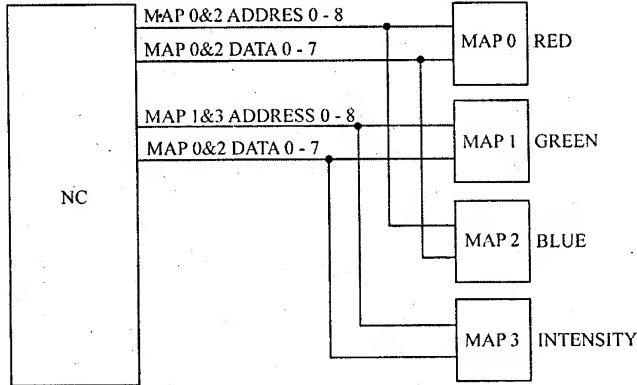 MAP 0&2 ADDRES 0 - 8
MAP 0 RED
MAP 0&2 DATA 0 - 7
MAP 1&3 ADDRESS 0 - 8
MAP 1 GREEN
MAP 0&2 DATA 0 - 7
NC
MAP 2 BLUE
MAP 3 INTENSITY